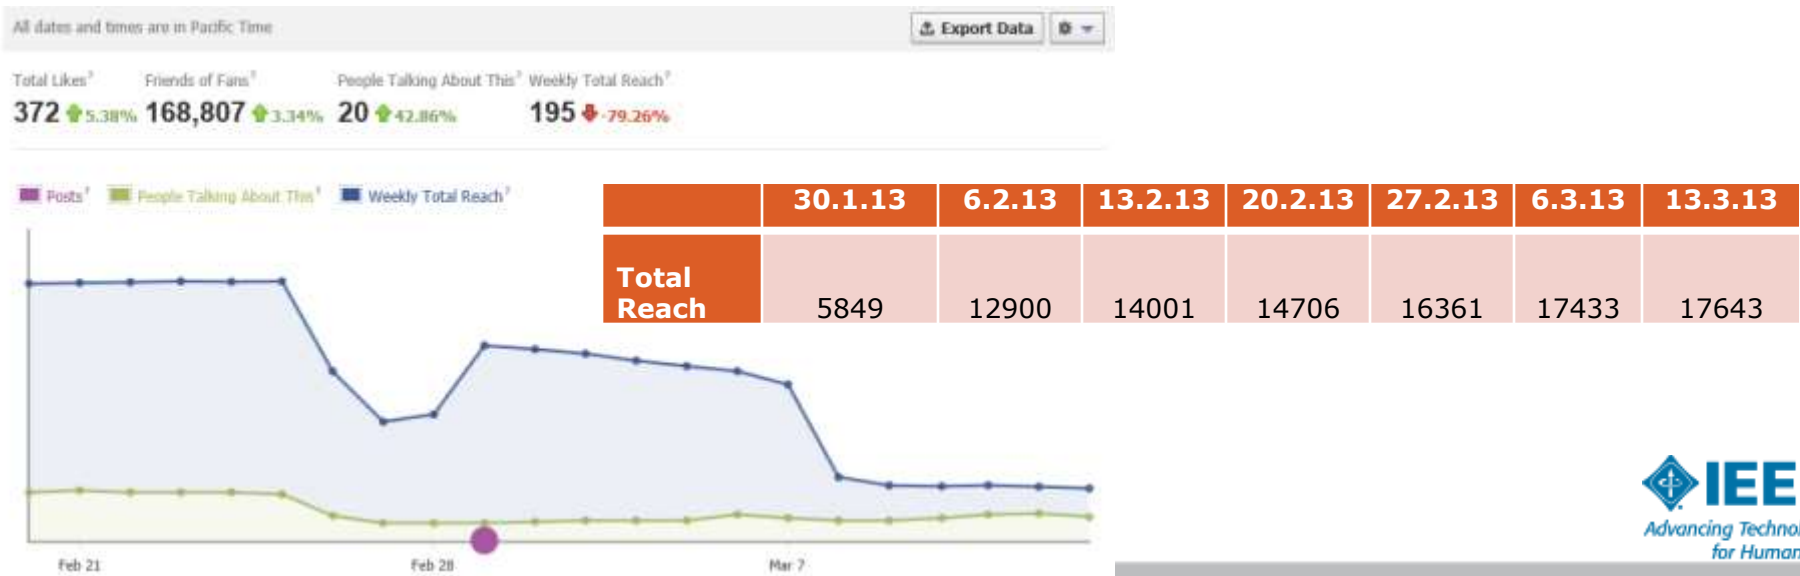 All dates and times are in Pacific Time
Export Data
Total Likes? Friends of Fans? People Talking About This? Weekly Total Reach?
372 5.38% 168,807 3.34% 20 42.86% 195 -79.26%
Posts? People Talking About This? Weekly Total Reach?
30.1.13 6.2.13 13.2.13 20.2.13 27.2.13 6.3.13 13.3.13
Total
Reach 5849 12900 14001 14706 16361 17433 17643
Feb 21 Feb 28 Mar 7
IEE
Advancing Technol
for Human